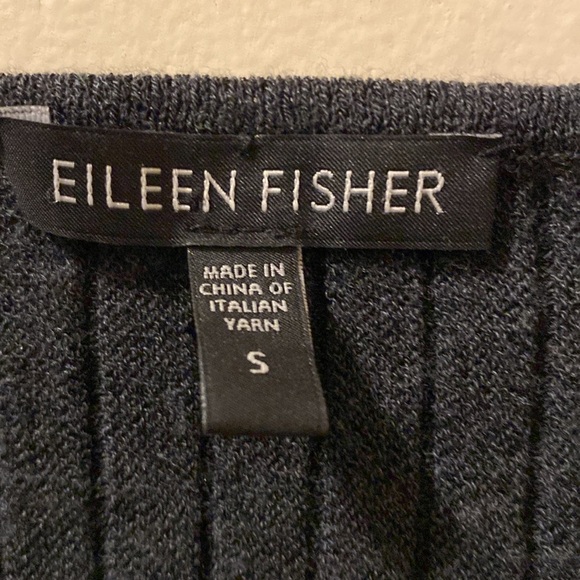 EILEEN FISHER
MADE IN
CHINA OF
ITALIAN
YARN
S